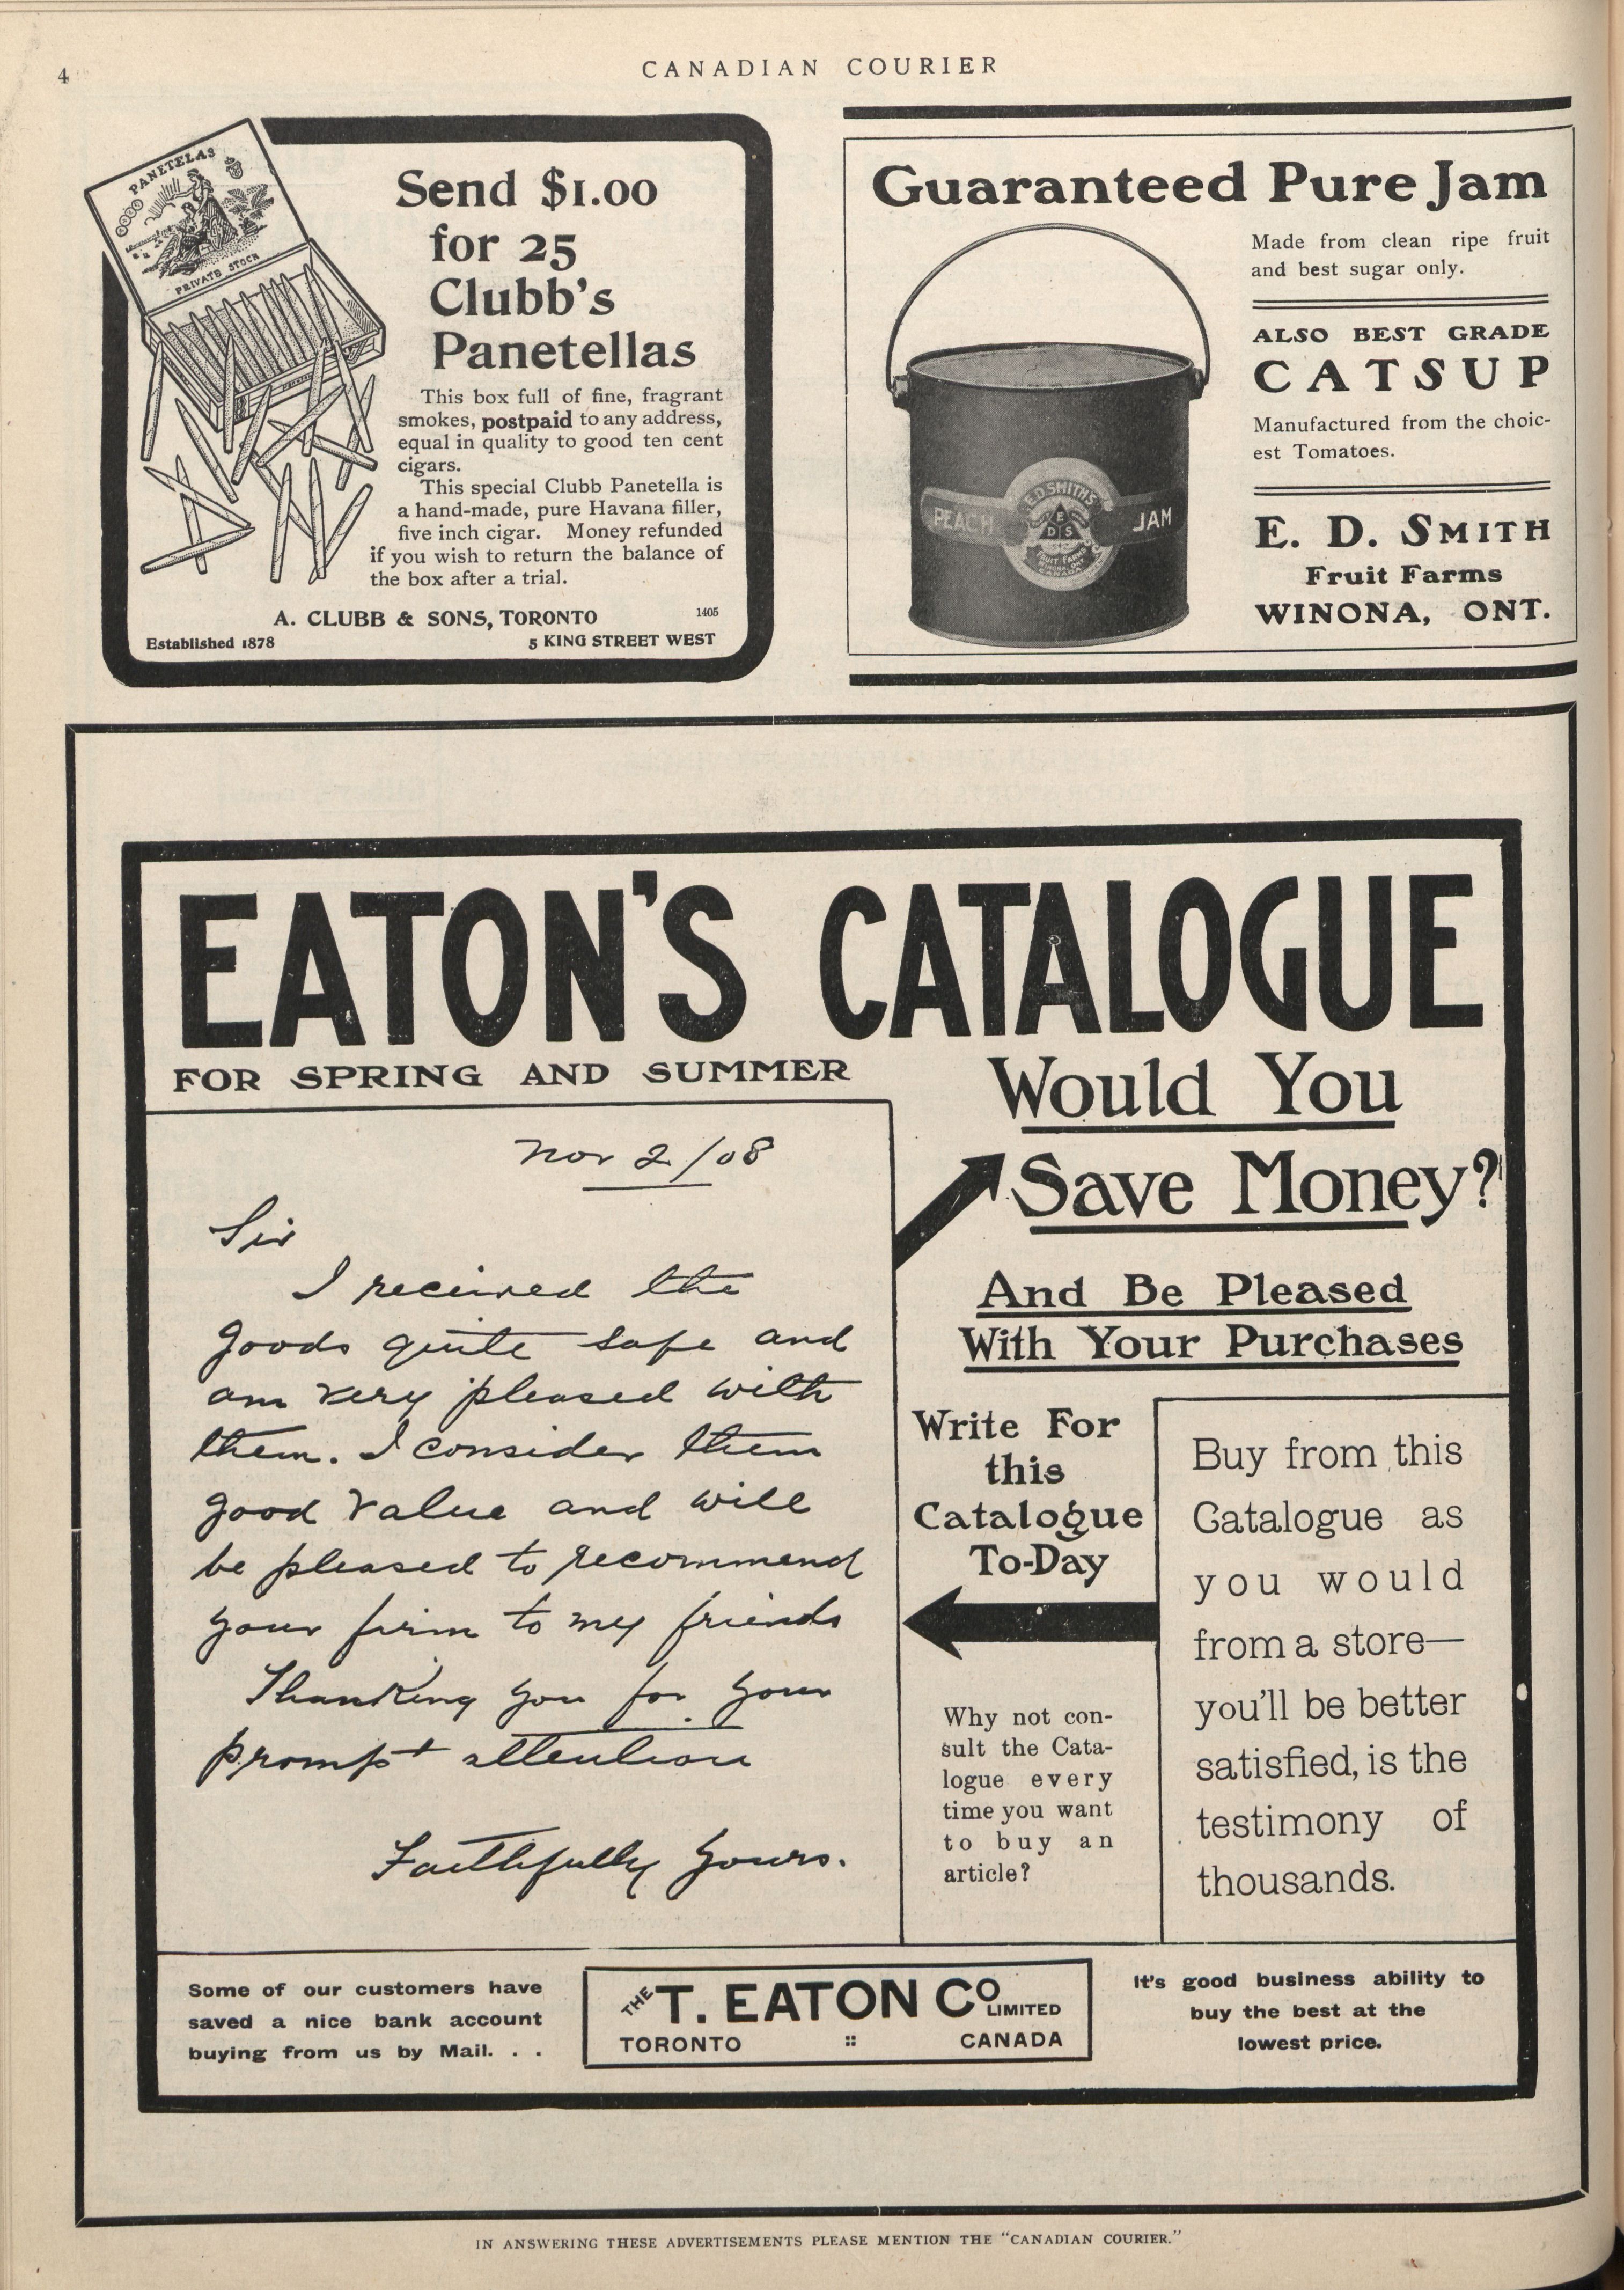 4
CANADIAN COURIER
PANETELAS
GOOD
PRIVATE STOCK
Send $1.00
for 25
Clubb's
Panetellas
This box full of fine, fragrant
smokes, postpaid to any address,
equal in quality to good ten cent
cigars.
This special Clubb Panetella is
a hand-made, pure Havana filler,
five inch cigar. Money refunded
if you wish to return the balance of
the box after a trial.
A. CLUBB & SONS, TORONTO
1405
Established 1878
5 KING STREET WEST
Guaranteed Pure Jam
Made from clean ripe fruit
and best sugar only.
ALSO BEST GRADE
CATSUP
Manufactured from the choic-
est Tomatoes.
E. D. SMITH
Fruit Farms
WINONA, ONT.
E.D.SMITH'S
PEACH JAM
E
D S
FRUIT FARMS
WINONA, ONT.
CANADA
EATON'S CATALOGUE
FOR SPRING AND SUMMER
Nov 2/08
Sir
I received the
goods quite safe and
am very pleased with
them. I consider them
good value and will
be pleased to recommend
your firm to my friends
Thanking you for your
prompt attention
Faithfully yours.
Would You
Save Money?
And Be Pleased
With Your Purchases
Write For
this
Catalogue
To-Day
Why not con-
sult the Cata-
logue every
time you want
to buy an
article?
Buy from this
Catalogue as
you would
from a store—
you'll be better
satisfied, is the
testimony of
thousands.
Some of our customers have
saved a nice bank account
buying from us by Mail. . .
THE T. EATON CO LIMITED
TORONTO :: CANADA
It's good business ability to
buy the best at the
lowest price.
IN ANSWERING THESE ADVERTISEMENTS PLEASE MENTION THE "CANADIAN COURIER."